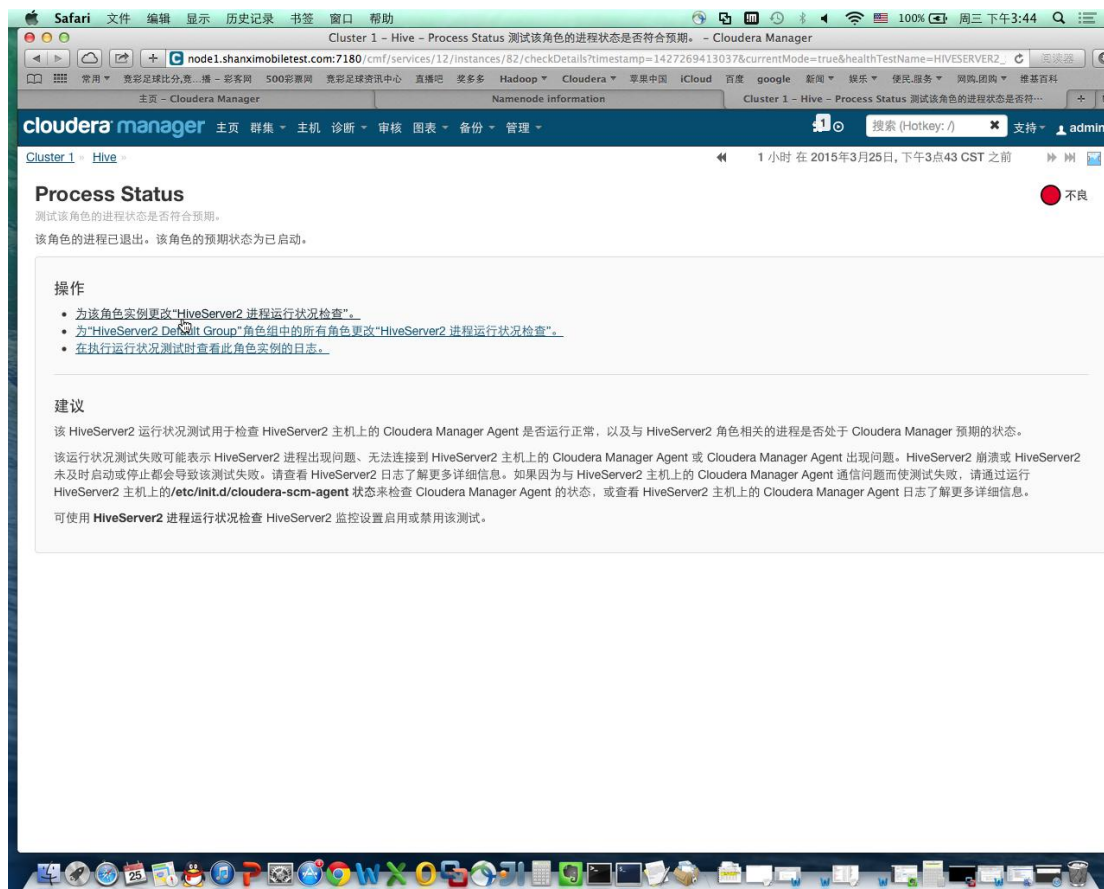 Safari 文件 编辑 显示 历史记录 书签 窗口 帮助 100% 周三 下午3:44
Cluster 1 – Hive – Process Status 测试该角色的进程状态是否符合预期。 – Cloudera Manager
node1.shanximobiletest.com:7180/cmf/services/12/instances/82/checkDetails?timestamp=1427269413037&currentMode=true&healthTestName=HIVESERVER2_ 阅读器
常用 竞彩足球比分,竞...播 – 彩客网 500彩票网 竞彩足球资讯中心 直播吧 奖多多 Hadoop Cloudera 苹果中国 iCloud 百度 google 新闻 娱乐 便民.服务 网购.团购 维基百科
主页 – Cloudera Manager Namenode information Cluster 1 – Hive – Process Status 测试该角色的进程状态是否符…
cloudera manager 主页 群集 主机 诊断 审核 图表 备份 管理 1 搜索 (Hotkey: /) 支持 admin
Cluster 1 Hive 1 小时 在 2015年3月25日, 下午3点43 CST 之前
Process Status 不良
测试该角色的进程状态是否符合预期。
该角色的进程已退出。该角色的预期状态为已启动。
操作
为该角色实例更改“HiveServer2 进程运行状况检查”。
为“HiveServer2 Default Group”角色组中的所有角色更改“HiveServer2 进程运行状况检查”。
在执行运行状况测试时查看此角色实例的日志。
建议
该 HiveServer2 运行状况测试用于检查 HiveServer2 主机上的 Cloudera Manager Agent 是否运行正常，以及与 HiveServer2 角色相关的进程是否处于 Cloudera Manager 预期的状态。
该运行状况测试失败可能表示 HiveServer2 进程出现问题、无法连接到 HiveServer2 主机上的 Cloudera Manager Agent 或 Cloudera Manager Agent 出现问题。HiveServer2 崩溃或 HiveServer2
未及时启动或停止都会导致该测试失败。请查看 HiveServer2 日志了解更多详细信息。如果因为与 HiveServer2 主机上的 Cloudera Manager Agent 通信问题而使测试失败，请通过运行
HiveServer2 主机上的/etc/init.d/cloudera-scm-agent 状态来检查 Cloudera Manager Agent 的状态，或查看 HiveServer2 主机上的 Cloudera Manager Agent 日志了解更多详细信息。
可使用 HiveServer2 进程运行状况检查 HiveServer2 监控设置启用或禁用该测试。